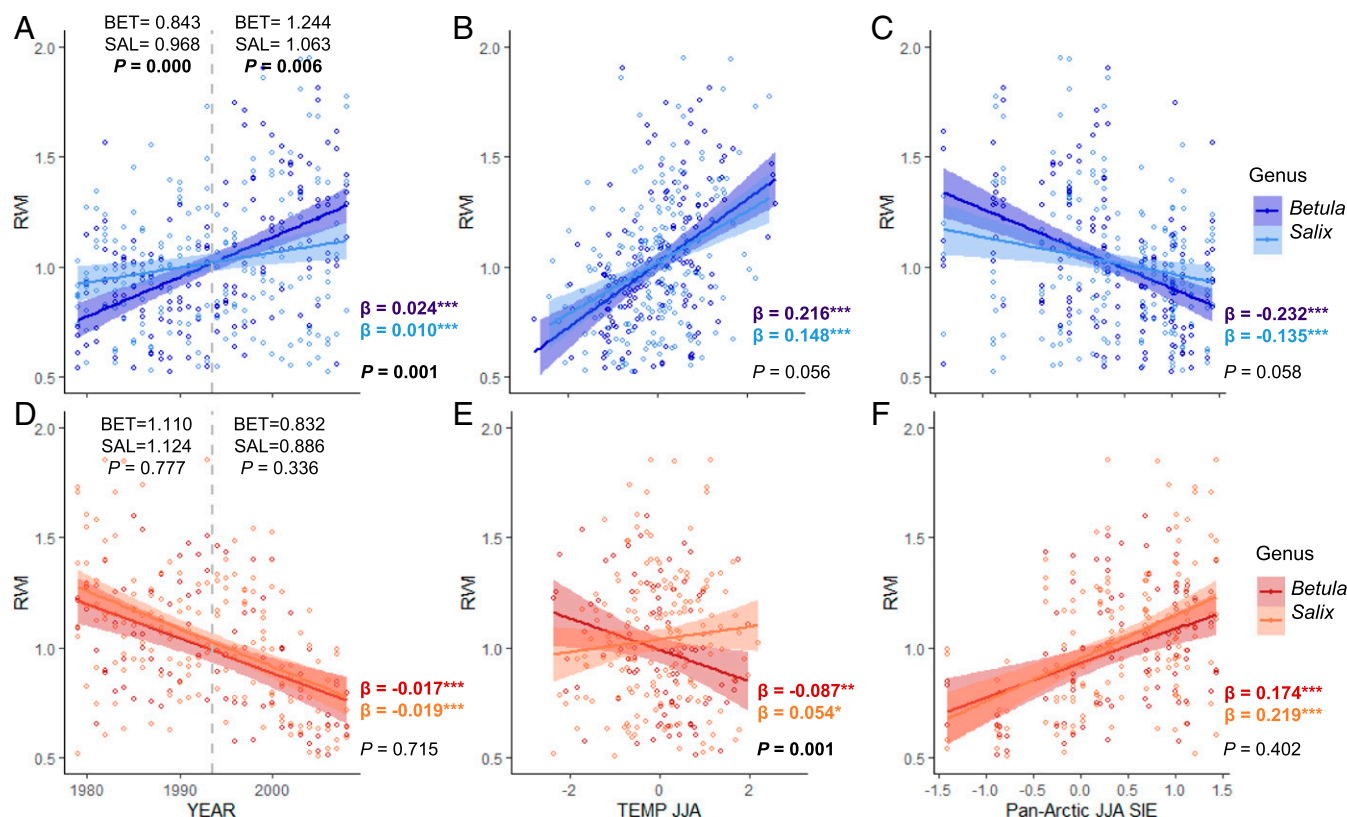 A
BET= 0.843
SAL= 0.968
P = 0.000
BET= 1.244
SAL= 1.063
P = 0.006
2.0
1.5
1.0
0.5
RWI
β = 0.024***
β = 0.010***
P = 0.001
B
2.0
1.5
1.0
0.5
RWI
β = 0.216***
β = 0.148***
P = 0.056
C
2.0
1.5
1.0
0.5
RWI
β = -0.232***
β = -0.135***
P = 0.058
Genus
Betula
Salix
D
BET=1.110
SAL=1.124
P = 0.777
BET=0.832
SAL=0.886
P = 0.336
2.0
1.5
1.0
0.5
RWI
β = -0.017***
β = -0.019***
P = 0.715
1980 1990 2000
YEAR
E
2.0
1.5
1.0
0.5
RWI
β = -0.087**
β = 0.054*
P = 0.001
-2 0 2
TEMP JJA
F
2.0
1.5
1.0
0.5
RWI
β = 0.174***
β = 0.219***
P = 0.402
-1.5 -1.0 -0.5 0.0 0.5 1.0 1.5
Pan-Arctic JJA SIE
Genus
Betula
Salix